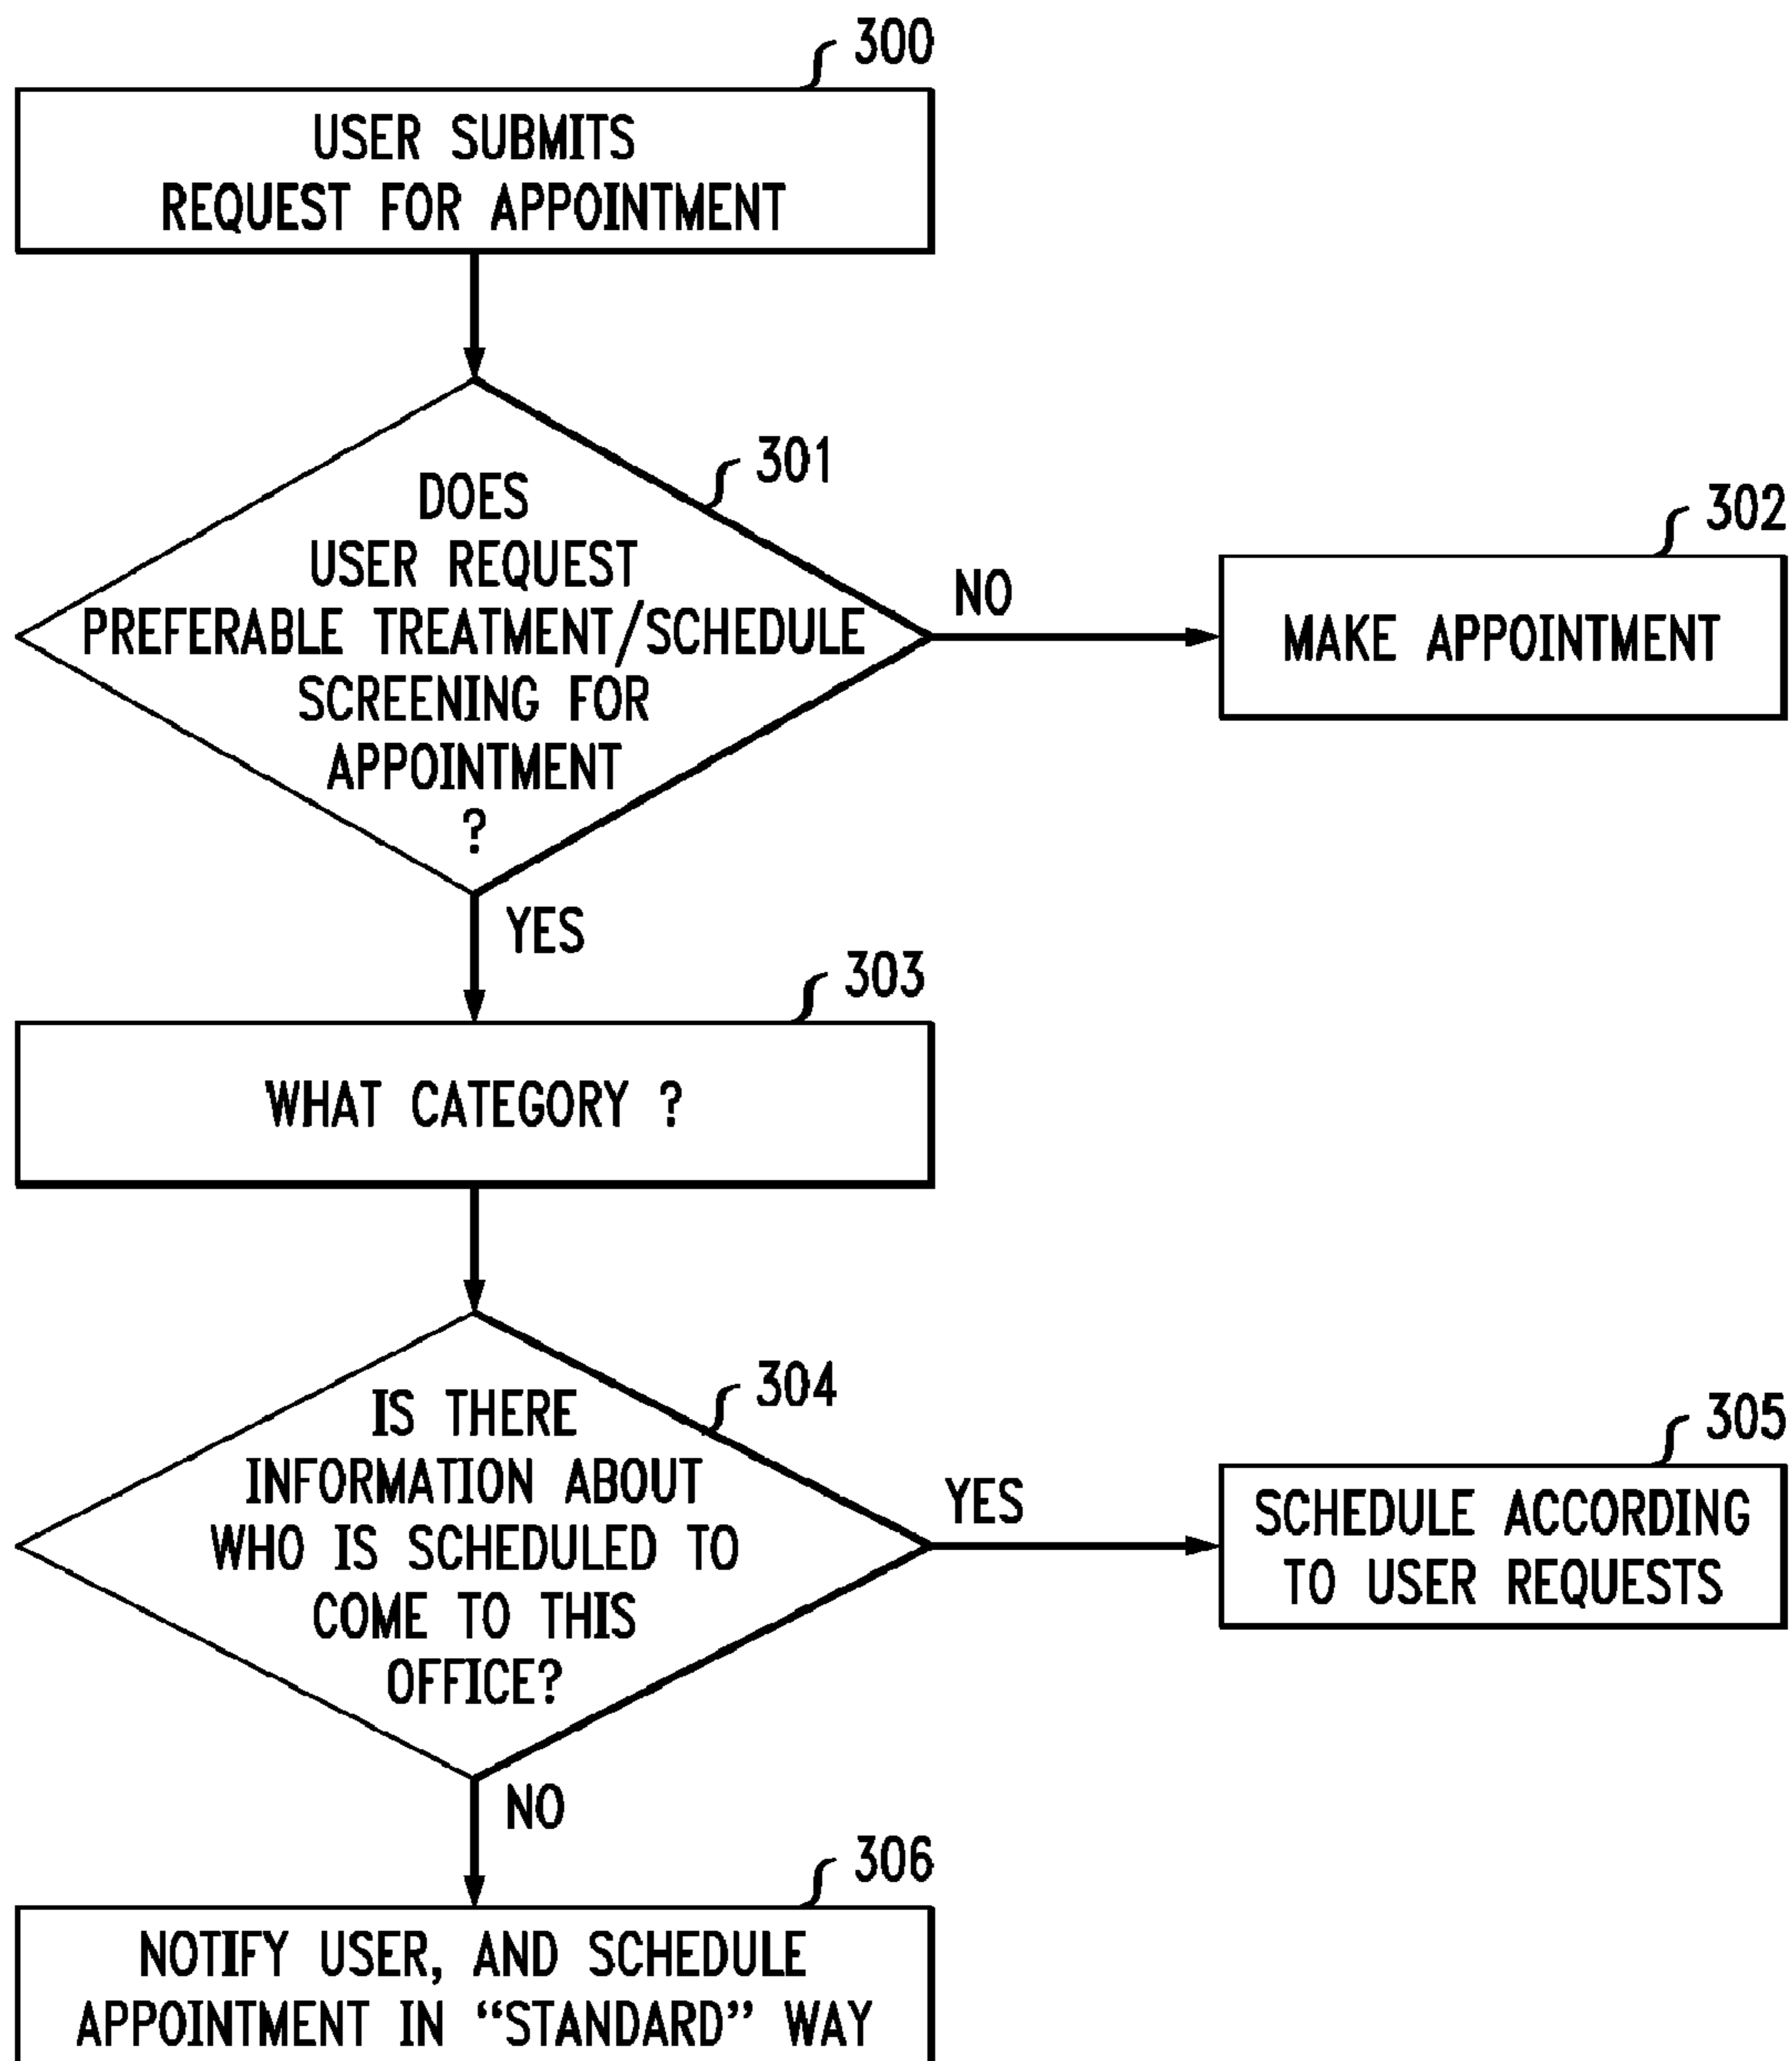 300
USER SUBMITS
REQUEST FOR APPOINTMENT
301
DOES
USER REQUEST
PREFERABLE TREATMENT/SCHEDULE
SCREENING FOR
APPOINTMENT
?
NO
302
MAKE APPOINTMENT
YES
303
WHAT CATEGORY ?
304
IS THERE
INFORMATION ABOUT
WHO IS SCHEDULED TO
COME TO THIS
OFFICE?
YES
305
SCHEDULE ACCORDING
TO USER REQUESTS
NO
306
NOTIFY USER, AND SCHEDULE
APPOINTMENT IN “STANDARD” WAY